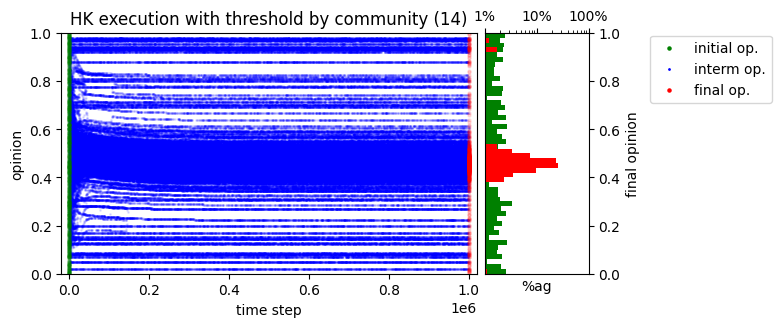 HK execution with threshold by community (14)
1% 10% 100%
1.0
0.8
0.6
0.4
0.2
0.0
opinion
0.0 0.2 0.4 0.6 0.8 1.0
1e6
time step
%ag
1.0
0.8
0.6
0.4
0.2
0.0
final opinion
initial op.
interm op.
final op.